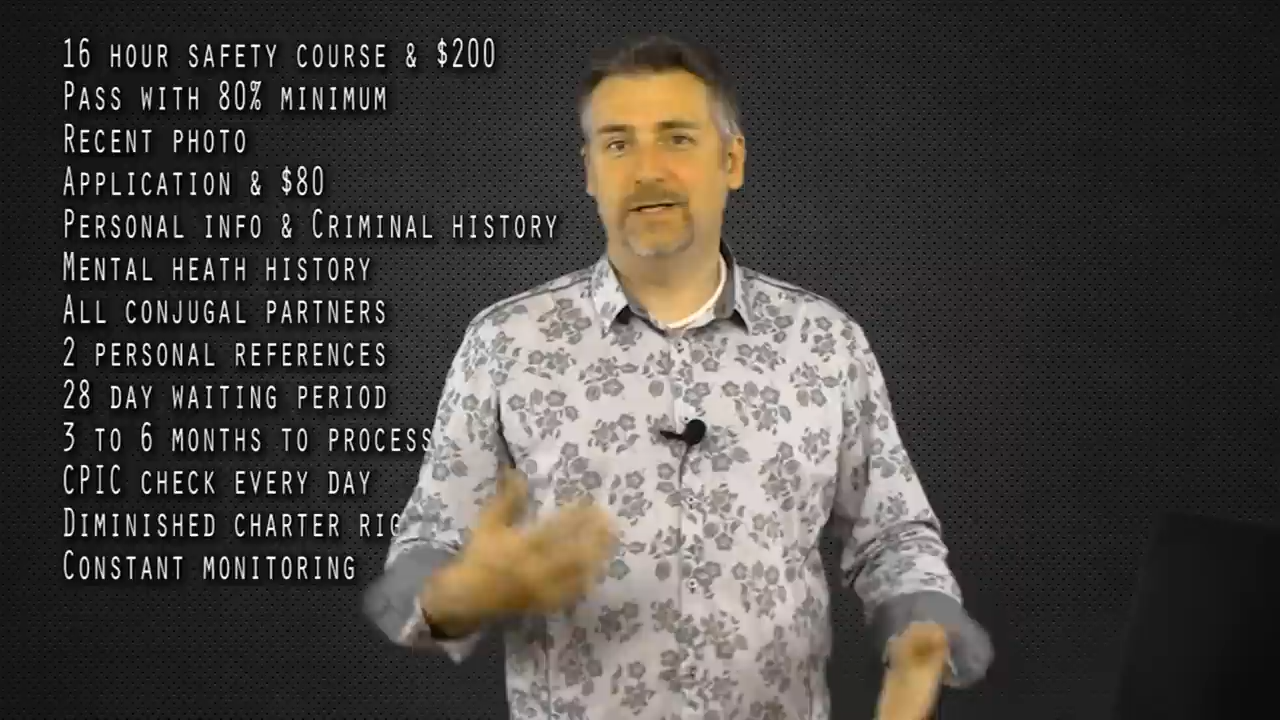 16 HOUR SAFETY COURSE & $200
PASS WITH 80% MINIMUM
RECENT PHOTO
APPLICATION & $80
PERSONAL INFO & CRIMINAL HISTORY
MENTAL HEATH HISTORY
ALL CONJUGAL PARTNERS
2 PERSONAL REFERENCES
28 DAY WAITING PERIOD
3 TO 6 MONTHS TO PROCESS
CPIC CHECK EVERY DAY
DIMINISHED CHARTER
CONSTANT MONITORING